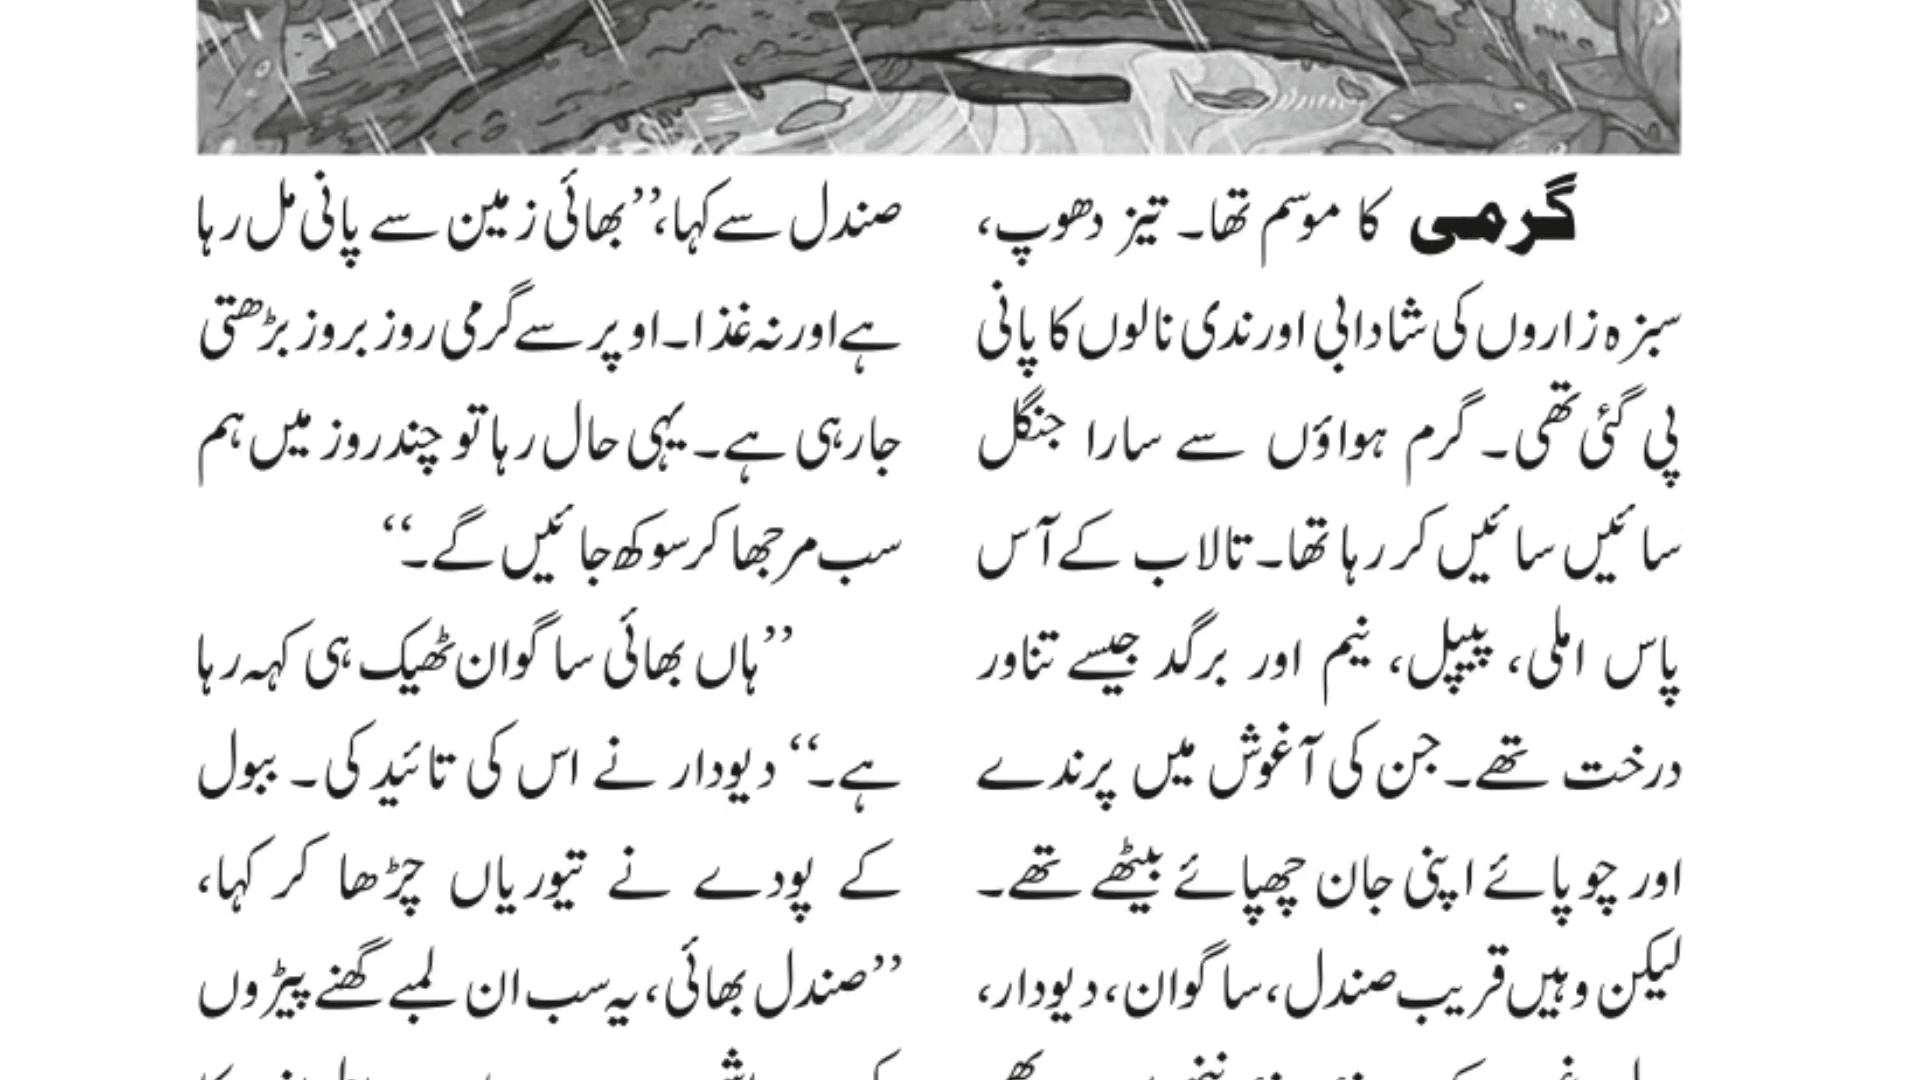 گرمی کا موسم تھا۔ تیز دھوپ،
سبزہ زاروں کی شادابی اور ندی نالوں کا پانی
پی گئی تھی۔ گرم ہواؤں سے سارا جنگل
سائیں سائیں کر رہا تھا۔ تالاب کے آس
پاس املی، پیپل، نیم اور برگد جیسے تناور
درخت تھے۔ جن کی آغوش میں پرندے
اور چوپائے اپنی جان چھپائے بیٹھے تھے۔
لیکن وہیں قریب صندل، ساگوان، دیودار،
صندل سے کہا، ’’بھائی زمین سے پانی مل رہا
ہے اور نہ غذا۔ اوپر سے گرمی روز بروز بڑھتی
جا رہی ہے۔ یہی حال رہا تو چند روز میں ہم
سب مرجھا کر سوکھ جائیں گے۔‘‘
’’ہاں بھائی ساگوان ٹھیک ہی کہہ رہا
ہے۔‘‘ دیودار نے اس کی تائید کی۔ ببول
کے پودے نے تیوریاں چڑھا کر کہا،
’’صندل بھائی، یہ سب ان لمبے گھنے پیڑوں